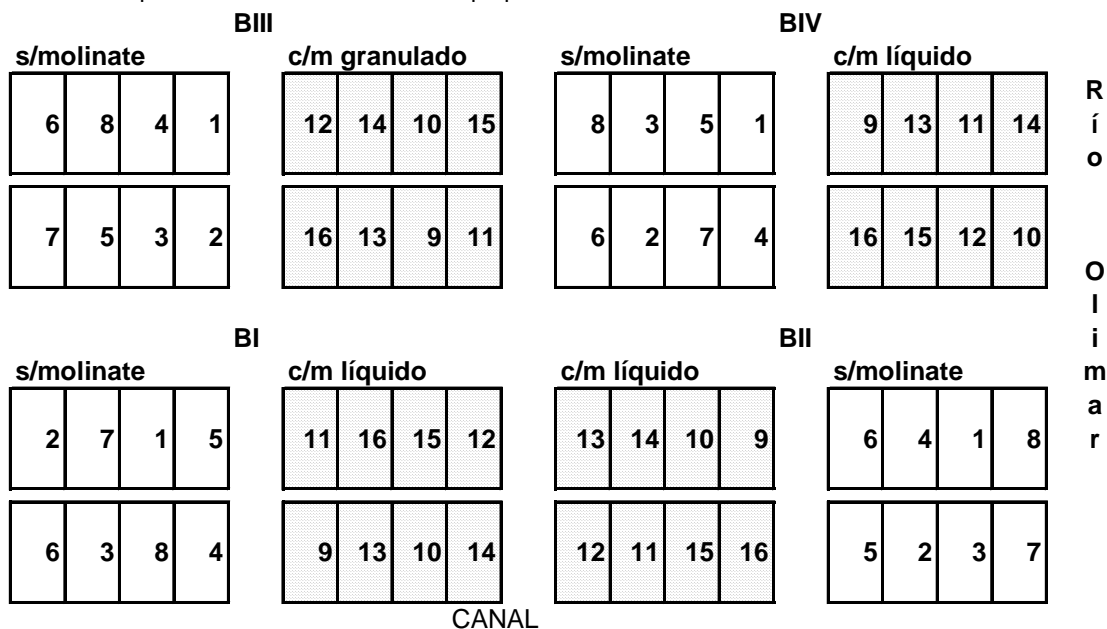 BIII BIV
s/molinate c/m granulado s/molinate c/m líquido
6 8 4 1 12 14 10 15 8 3 5 1 9 13 11 14
7 5 3 2 16 13 9 11 6 2 7 4 16 15 12 10
BI BII
s/molinate c/m líquido c/m líquido s/molinate
2 7 1 5 11 16 15 12 13 14 10 9 6 4 1 8
6 3 8 4 9 13 10 14 12 11 15 16 5 2 3 7
CANAL
R
í
o
O
l
i
m
a
r